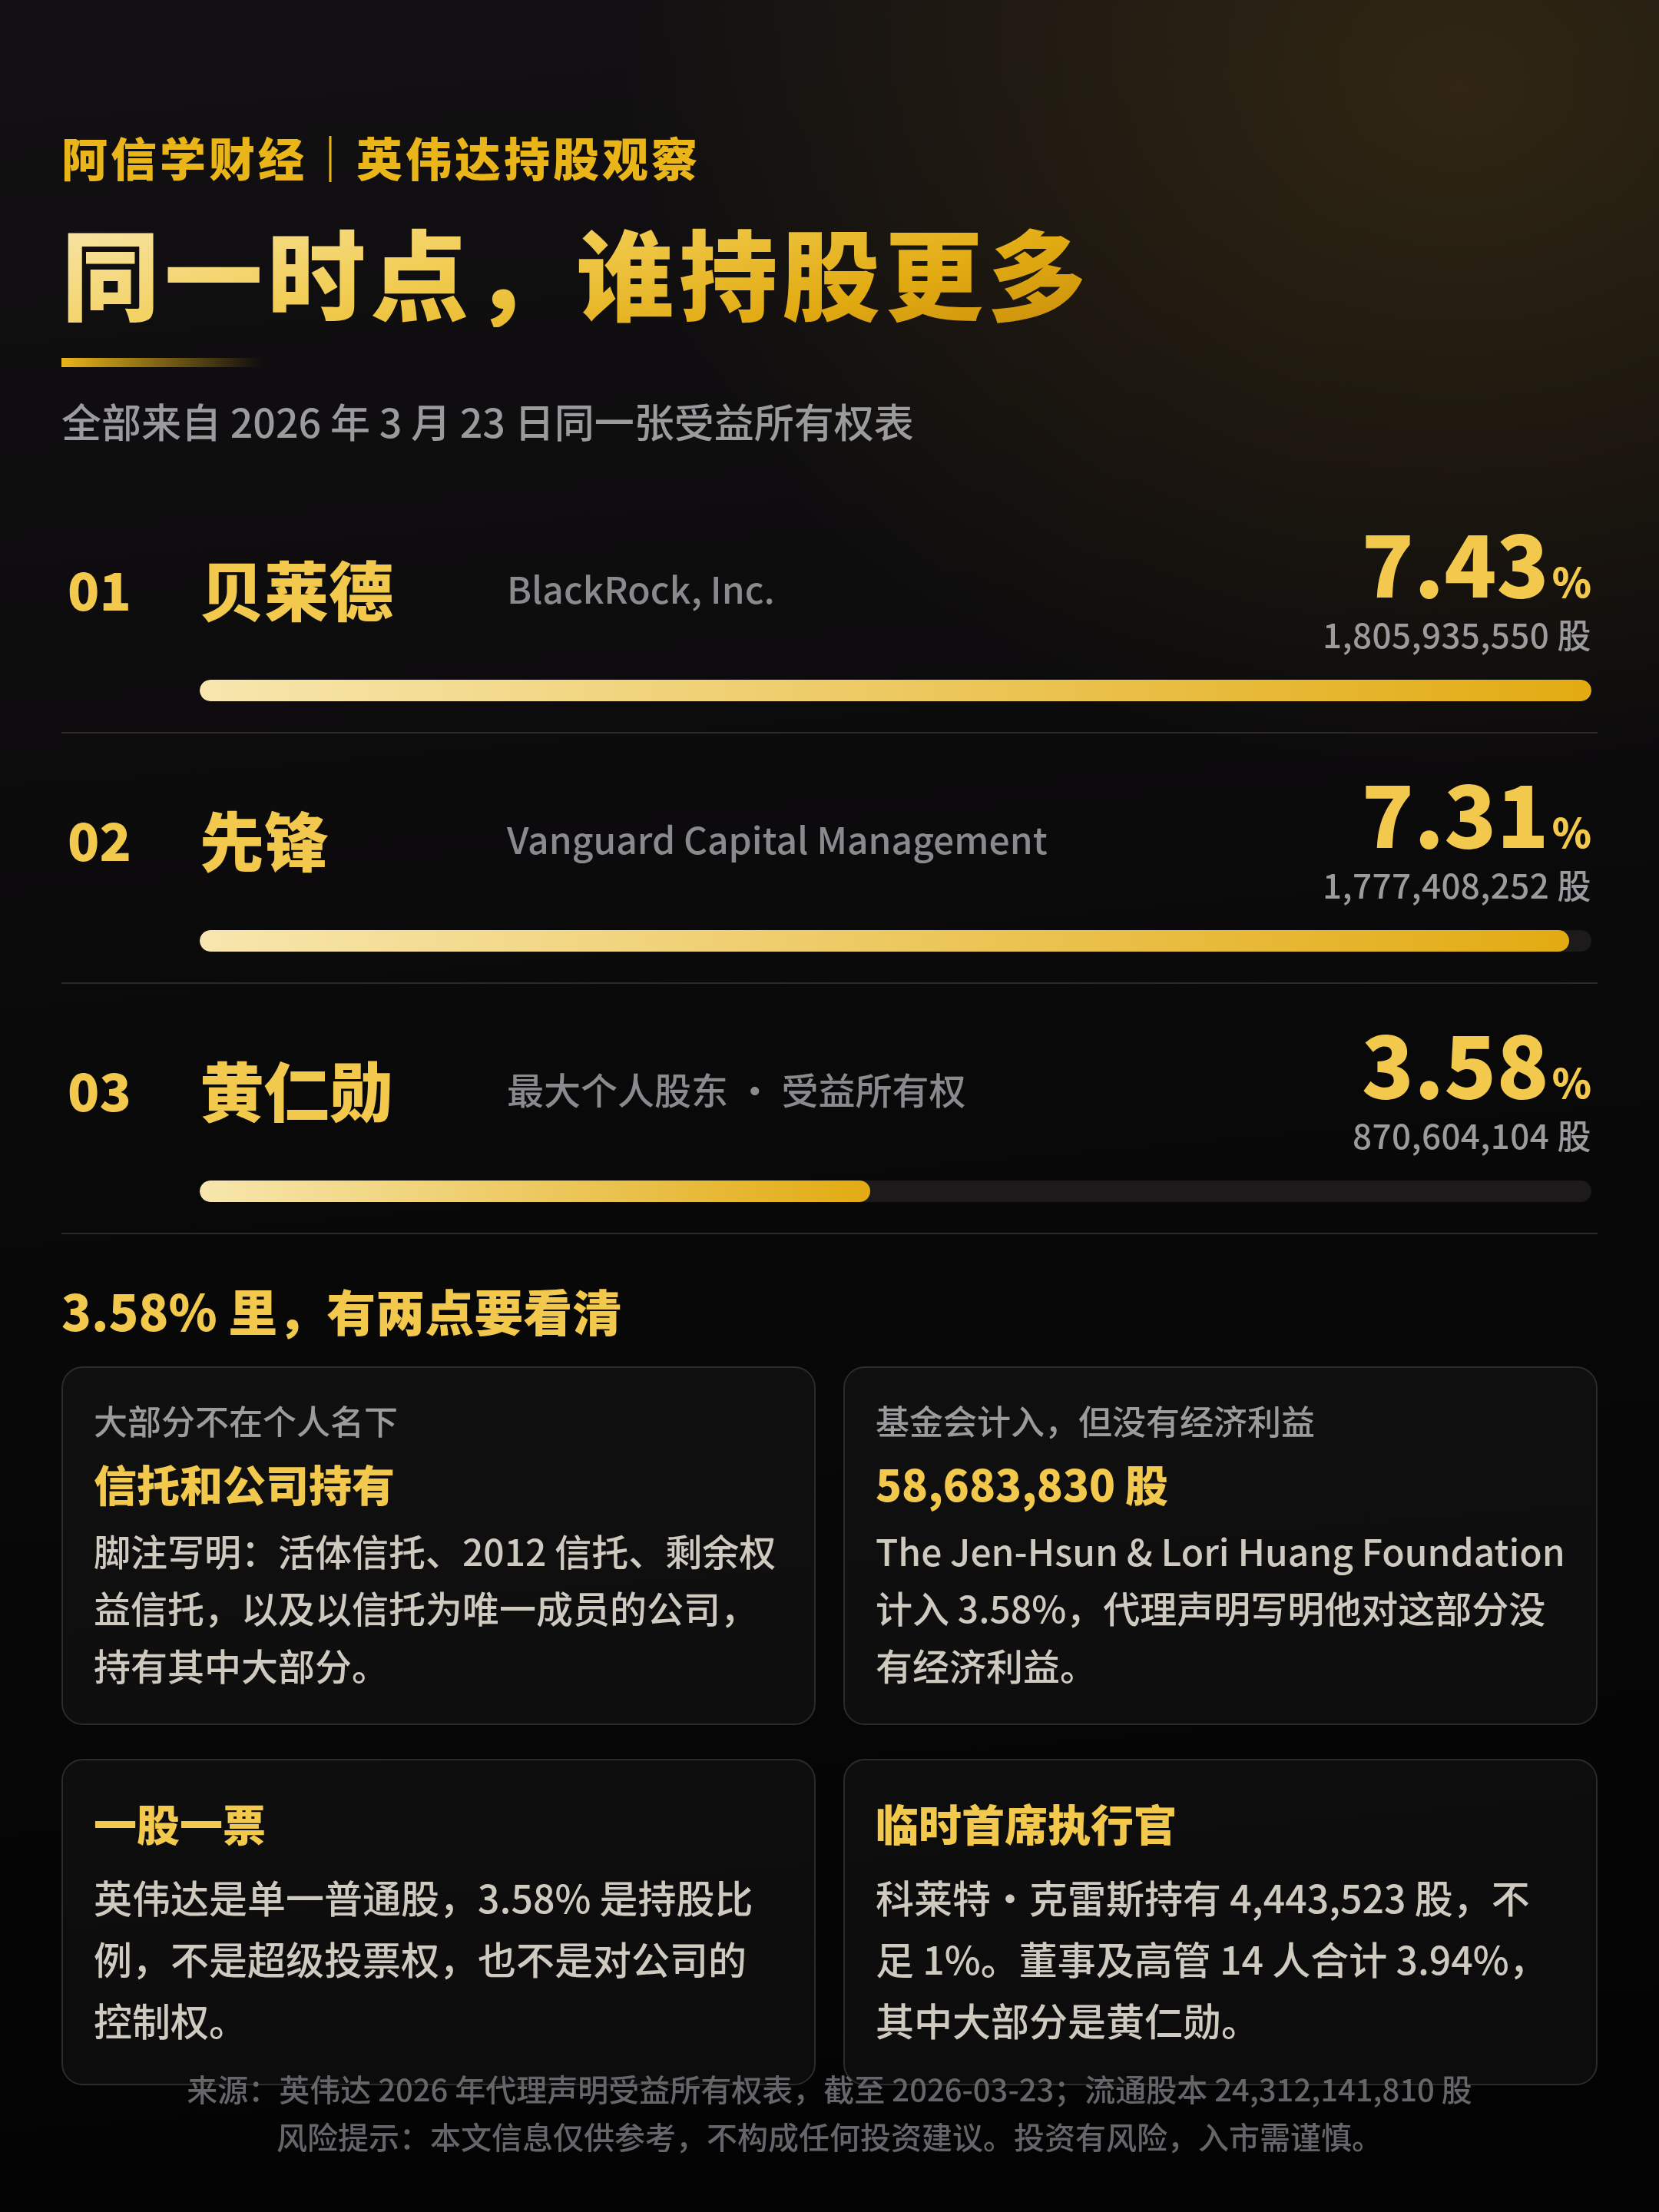 阿信学财经｜英伟达持股观察
同一时点，谁持股更多
全部来自 2026 年 3 月 23 日同一张受益所有权表
01 贝莱德 BlackRock, Inc. 7.43%
1,805,935,550 股
02 先锋 Vanguard Capital Management 7.31%
1,777,408,252 股
03 黄仁勋 最大个人股东 · 受益所有权 3.58%
870,604,104 股
3.58% 里，有两点要看清
大部分不在个人名下
信托和公司持有
脚注写明：活体信托、2012 信托、剩余权
益信托，以及以信托为唯一成员的公司，
持有其中大部分。
基金会计入，但没有经济利益
58,683,830 股
The Jen-Hsun & Lori Huang Foundation
计入 3.58%，代理声明写明他对这部分没
有经济利益。
一股一票
英伟达是单一普通股，3.58% 是持股比
例，不是超级投票权，也不是对公司的
控制权。
临时首席执行官
科莱特·克雷斯持有 4,443,523 股，不
足 1%。董事及高管 14 人合计 3.94%，
其中大部分是黄仁勋。
来源：英伟达 2026 年代理声明受益所有权表，截至 2026-03-23；流通股本 24,312,141,810 股
风险提示：本文信息仅供参考，不构成任何投资建议。投资有风险，入市需谨慎。